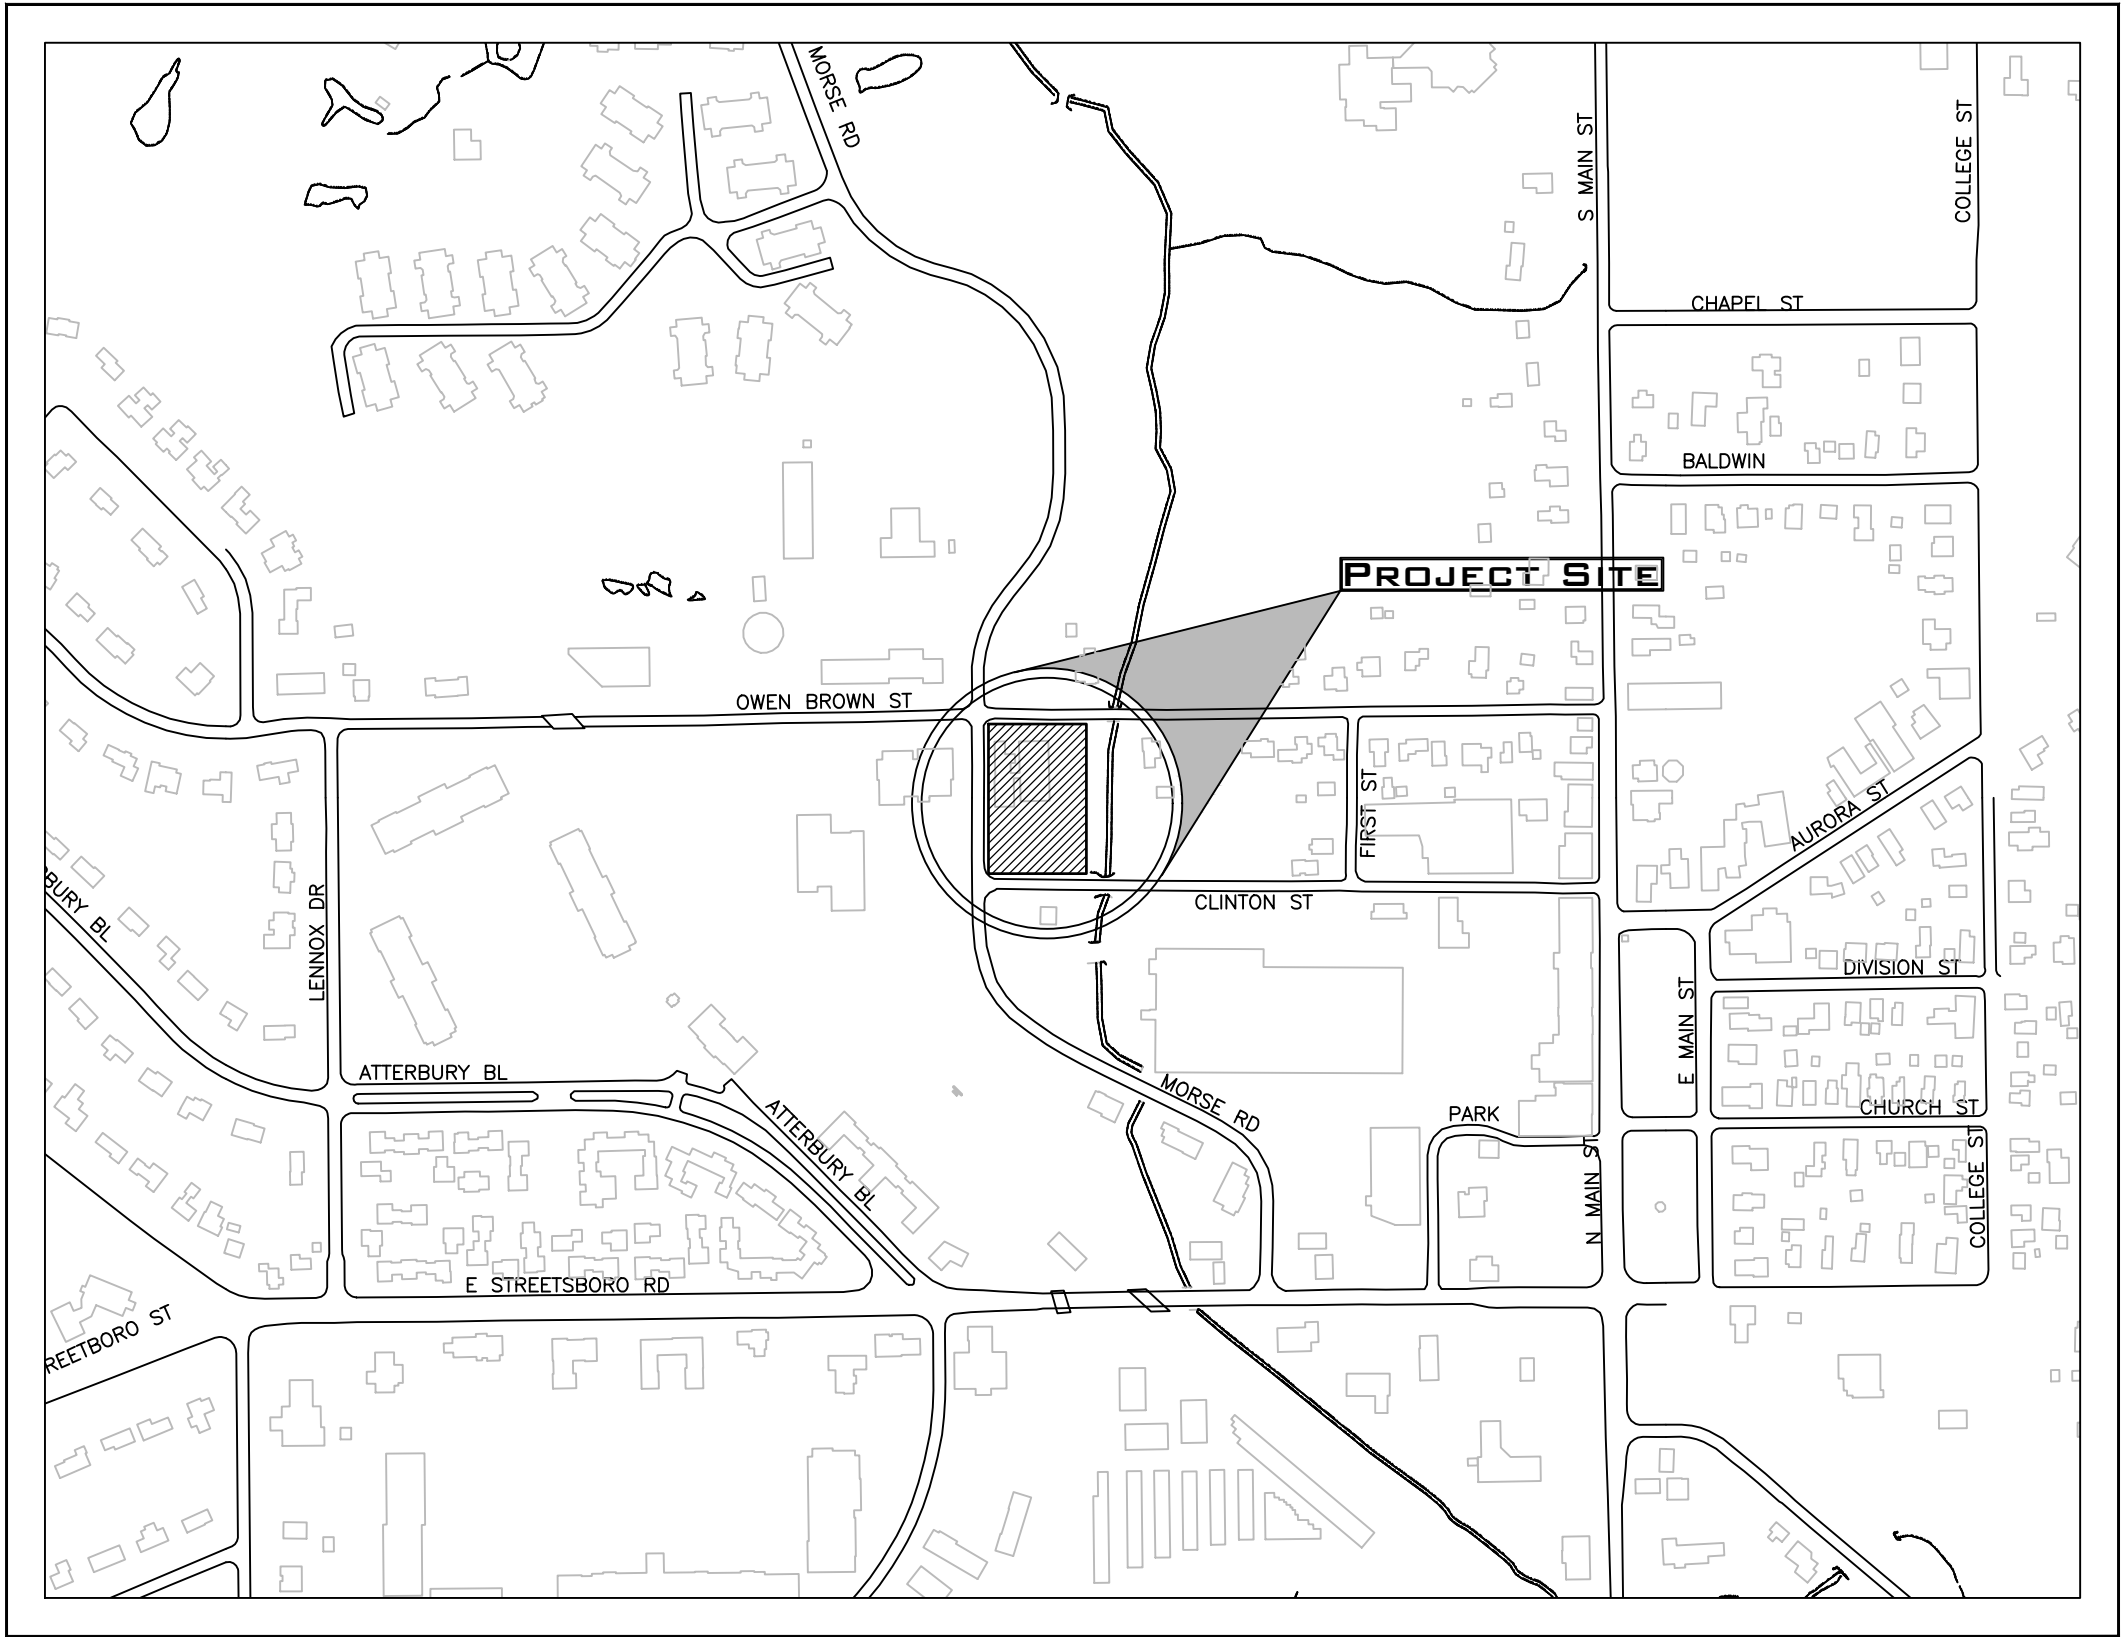 MORSE RD
S MAIN ST
COLLEGE ST
CHAPEL ST
BALDWIN
PROJECT SITE
OWEN BROWN ST
FIRST ST
AURORA ST
CLINTON ST
BURY BL
LENNOX DR
DIVISION ST
E MAIN ST
ATTERBURY BL
ATTERBURY BL
MORSE RD
PARK
CHURCH ST
N MAIN ST
COLLEGE ST
E STREETSBORO RD
REETBORO ST